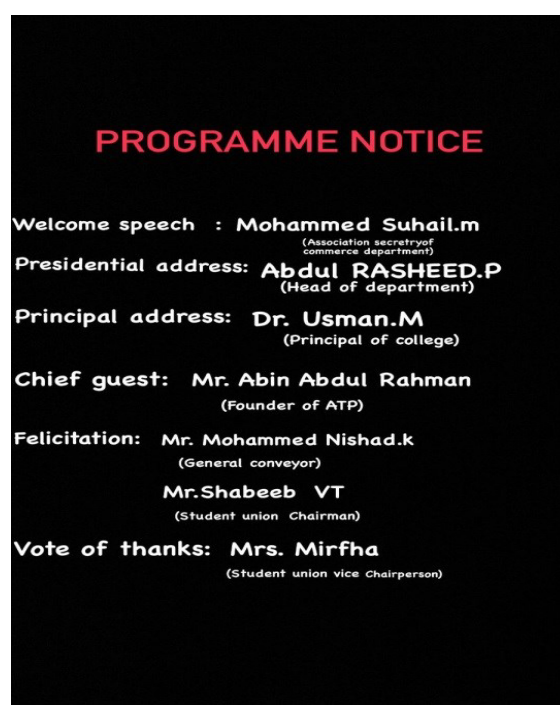 PROGRAMME NOTICE
Welcome speech : Mohammed Suhail.m
(Association secretryof
commerce department)
Presidential address: Abdul RASHEED.P
(Head of department)
Principal address: Dr. Usman.M
(Principal of college)
Chief guest: Mr. Abin Abdul Rahman
(Founder of ATP)
Felicitation: Mr. Mohammed Nishad.k
(General conveyor)
Mr.Shabeeb VT
(Student union Chairman)
Vote of thanks: Mrs. Mirfha
(Student union vice Chairperson)